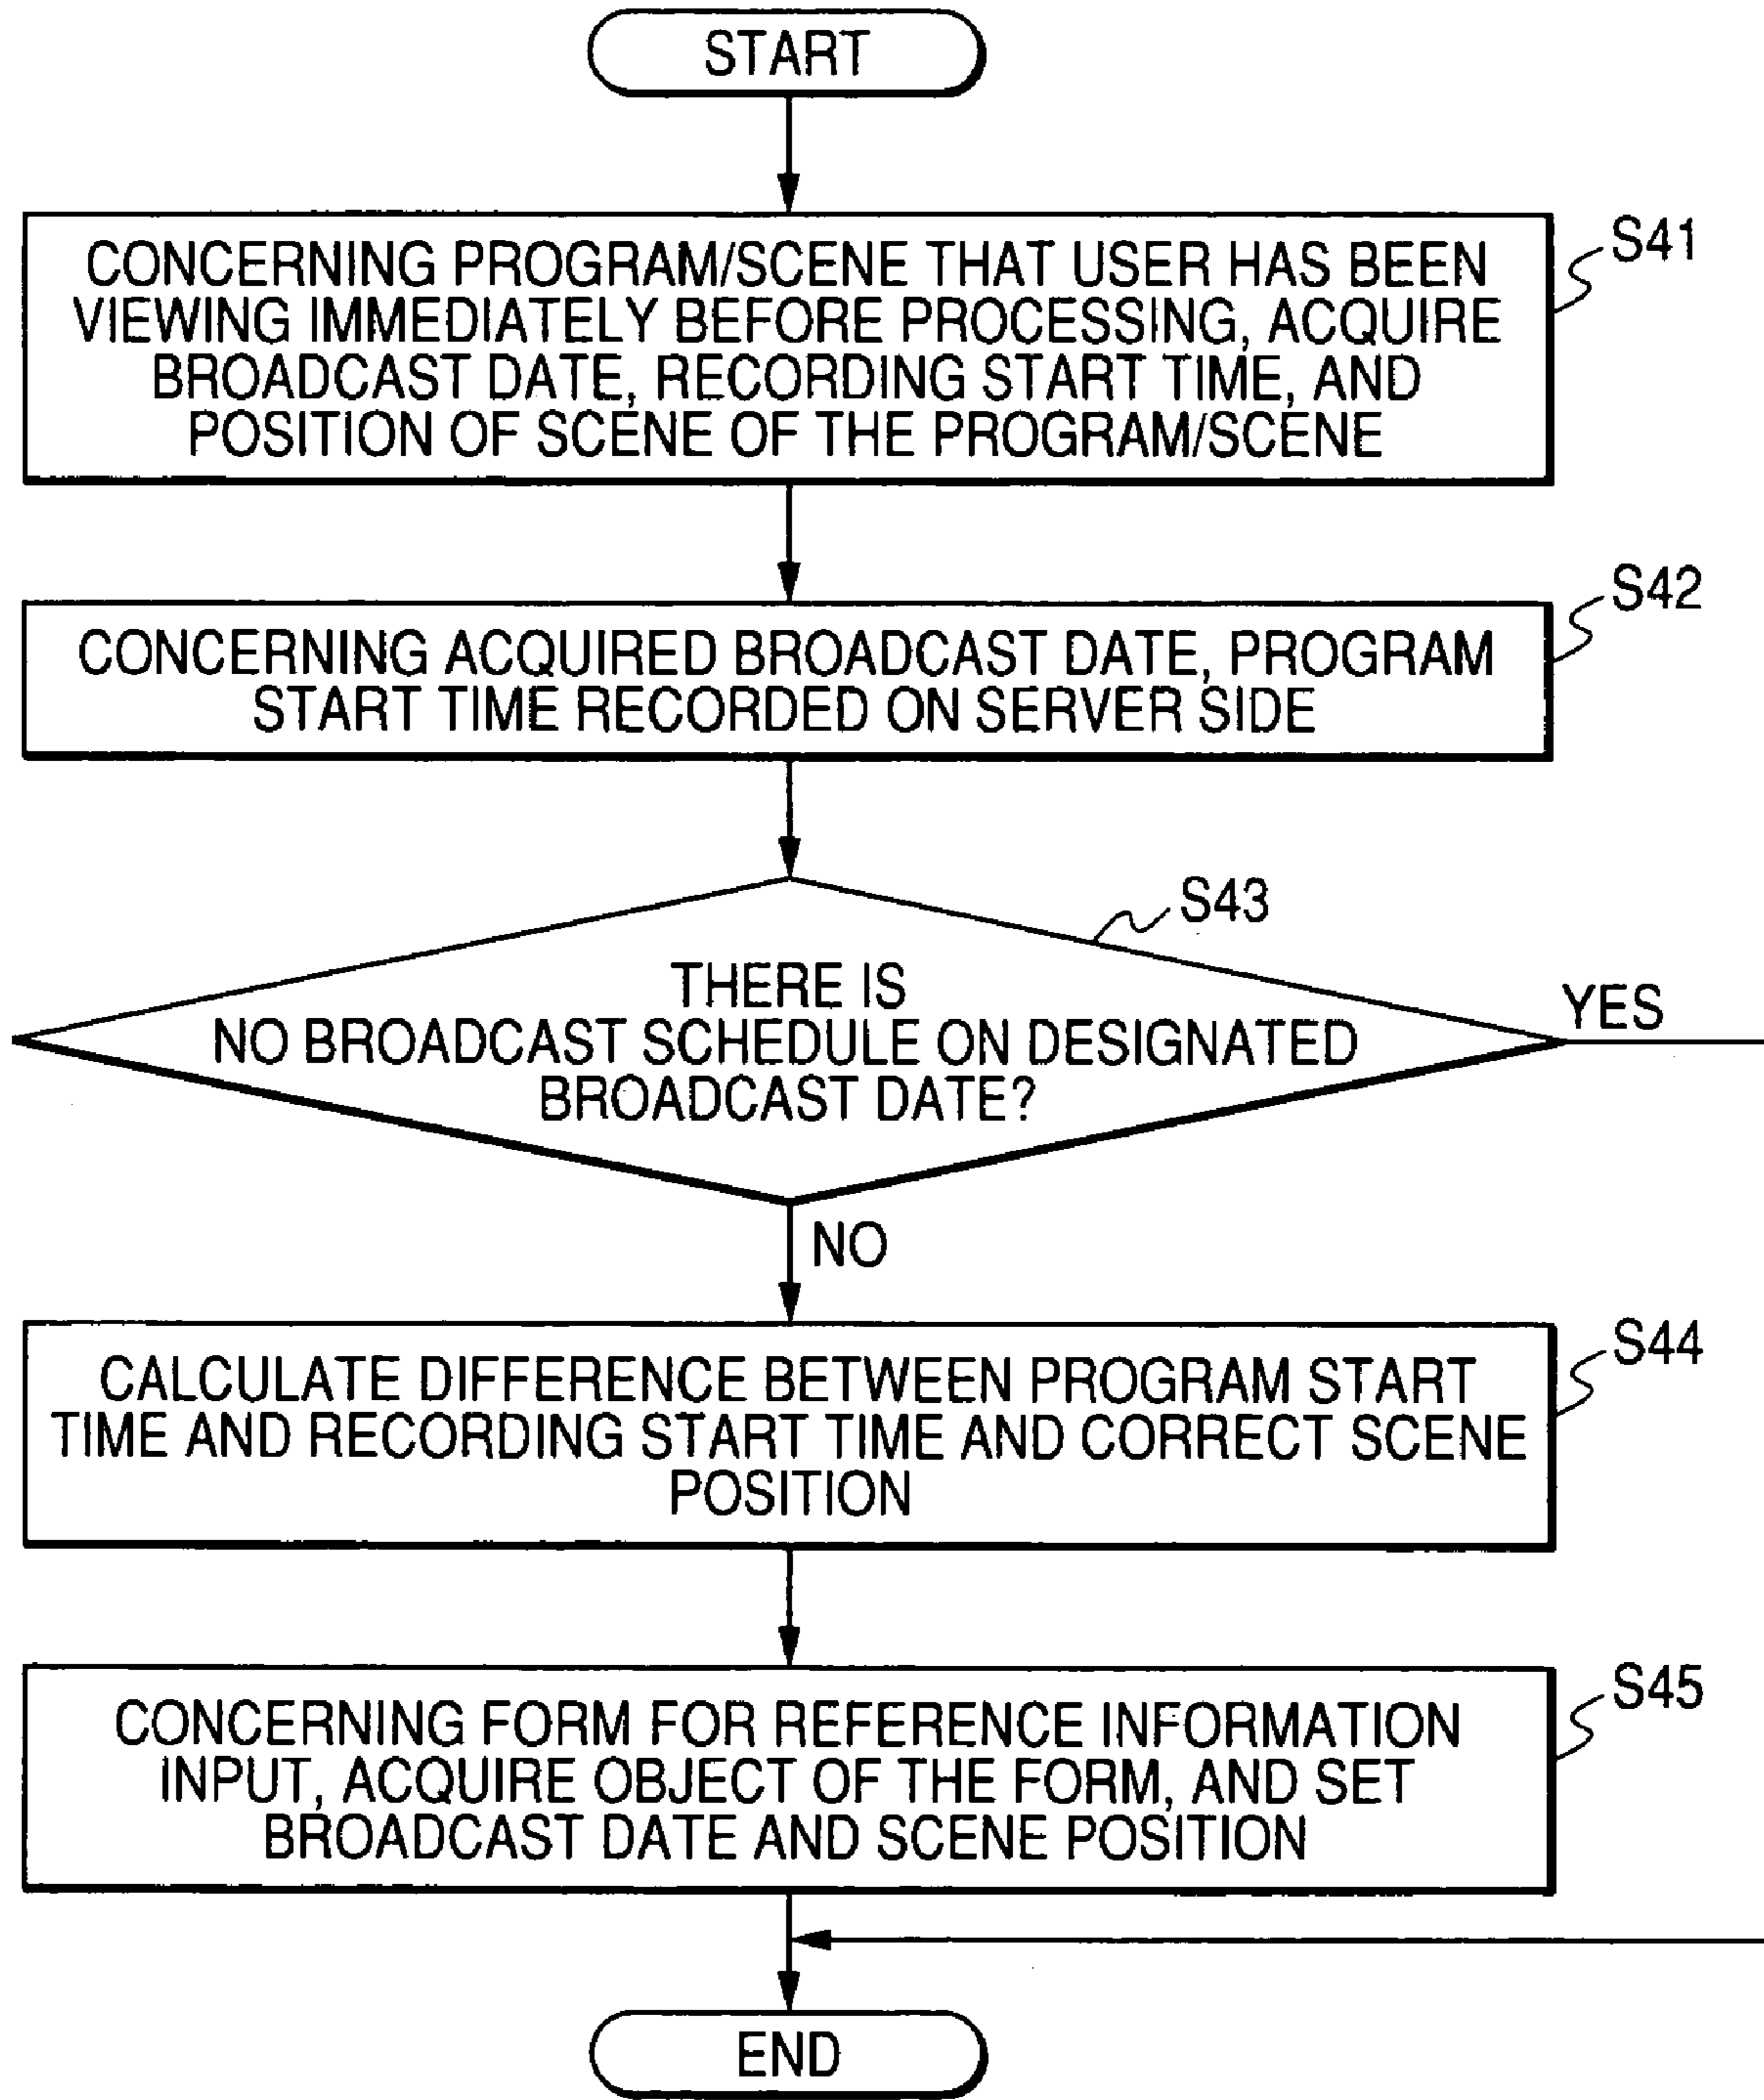 START
CONCERNING PROGRAM/SCENE THAT USER HAS BEEN
VIEWING IMMEDIATELY BEFORE PROCESSING, ACQUIRE
BROADCAST DATE, RECORDING START TIME, AND
POSITION OF SCENE OF THE PROGRAM/SCENE
S41
CONCERNING ACQUIRED BROADCAST DATE, PROGRAM
START TIME RECORDED ON SERVER SIDE
S42
S43
THERE IS
NO BROADCAST SCHEDULE ON DESIGNATED
BROADCAST DATE?
YES
NO
CALCULATE DIFFERENCE BETWEEN PROGRAM START
TIME AND RECORDING START TIME AND CORRECT SCENE
POSITION
S44
CONCERNING FORM FOR REFERENCE INFORMATION
INPUT, ACQUIRE OBJECT OF THE FORM, AND SET
BROADCAST DATE AND SCENE POSITION
S45
END